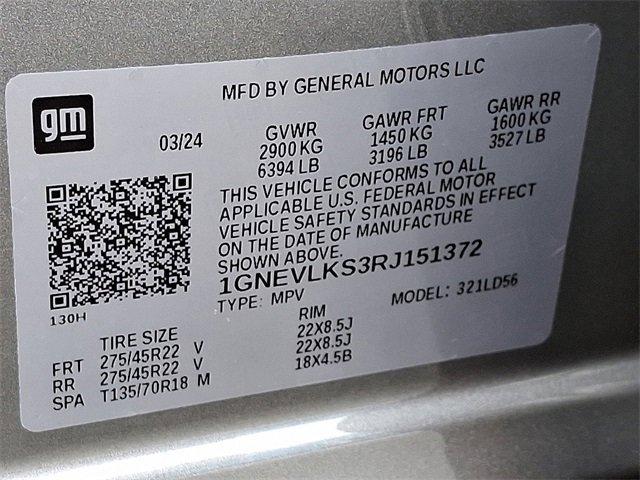 MFD BY GENERAL MOTORS LLC
gm
03/24
GVWR GAWR FRT GAWR RR
2900 KG 1450 KG 1600 KG
6394 LB 3196 LB 3527 LB
THIS VEHICLE CONFORMS TO ALL
APPLICABLE U.S. FEDERAL MOTOR
VEHICLE SAFETY STANDARDS IN EFFECT
ON THE DATE OF MANUFACTURE
SHOWN ABOVE.
1GNEVLKS3RJ151372
TYPE: MPV MODEL: 321LD56
130H
TIRE SIZE RIM
FRT 275/45R22 V 22X8.5J
RR 275/45R22 V 22X8.5J
SPA T135/70R18 M 18X4.5B